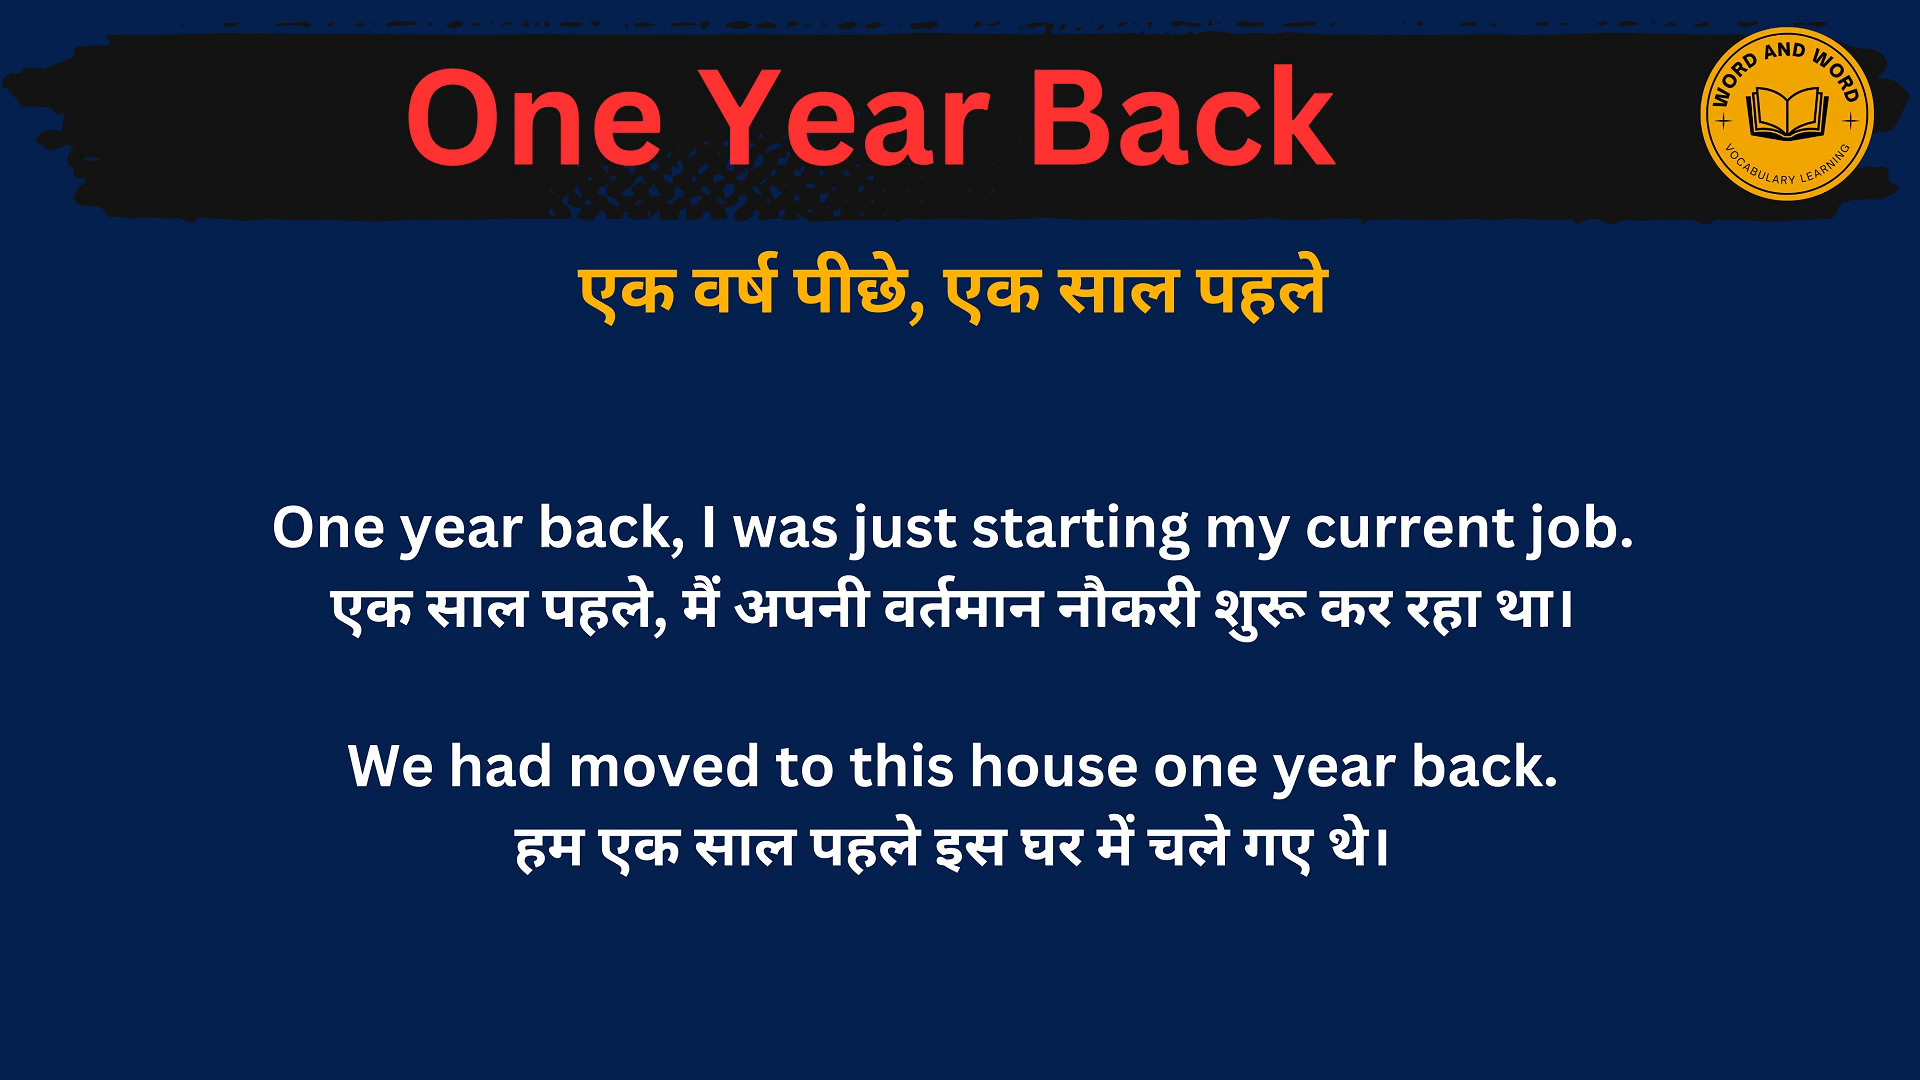 One Year Back
WORD AND WORD
VOCABULARY LEARNING
एक वर्ष पीछे, एक साल पहले
One year back, I was just starting my current job.
एक साल पहले, मैं अपनी वर्तमान नौकरी शुरू कर रहा था।
We had moved to this house one year back.
हम एक साल पहले इस घर में चले गए थे।